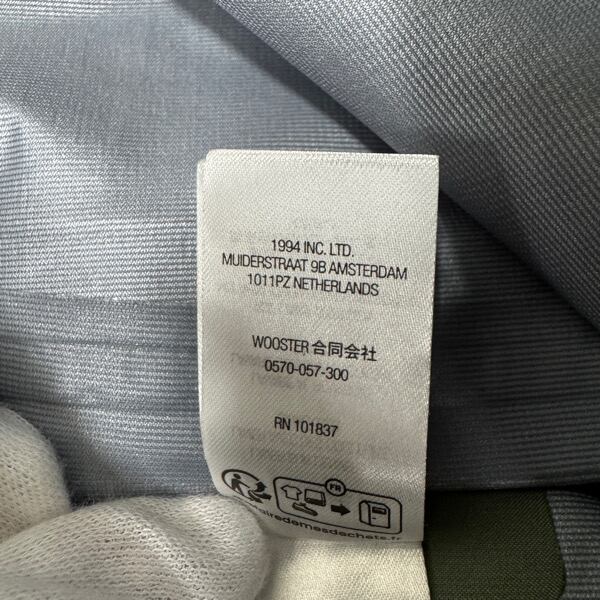 1994 INC. LTD.
MUIDERSTRAAT 9B AMSTERDAM
1011PZ NETHERLANDS
WOOSTER 合同会社
0570-057-300
RN 101837
FR